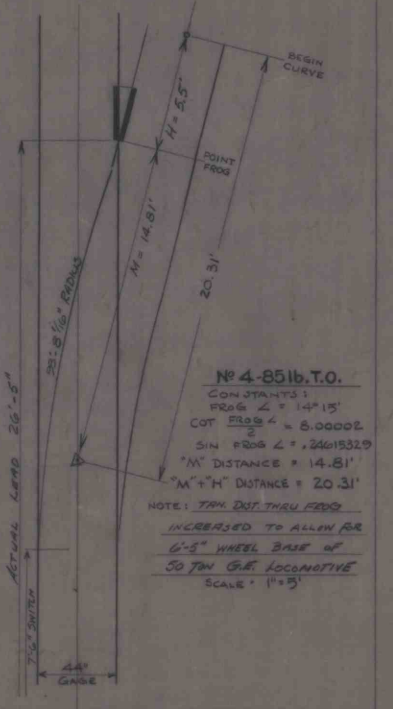 BEGIN
CURVE
H = 5.5'
POINT
FROG
M = 14.81'
20.31'
98'-8 1/16" RADIUS
ACTUAL LEAD 26'-5"
7'-6" SWITCH
44"
GAGE
Nº 4-85lb.T.O.
CONSTANTS:
FROG ∠ = 14°15'
COT FROG ∠/2 = 8.00002
SIN FROG ∠ = .24615329
"M" DISTANCE = 14.81'
"M"+"H" DISTANCE = 20.31'
NOTE: TAN. DIST. THRU FROG
INCREASED TO ALLOW FOR
6'-5" WHEEL BASE OF
50 TON G.E. LOCOMOTIVE
SCALE: 1"=5'